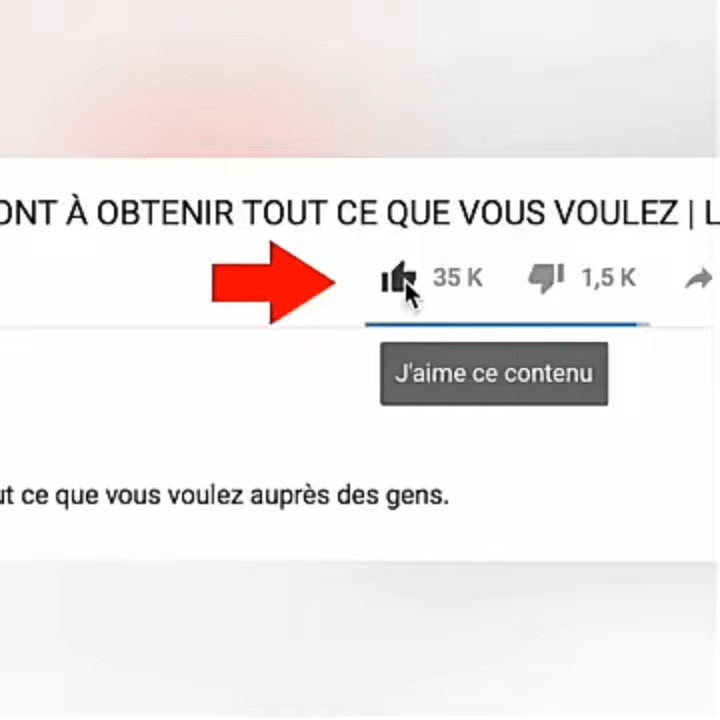 ONT À OBTENIR TOUT CE QUE VOUS VOULEZ | L
35 K 1,5 K
J'aime ce contenu
ut ce que vous voulez auprès des gens.